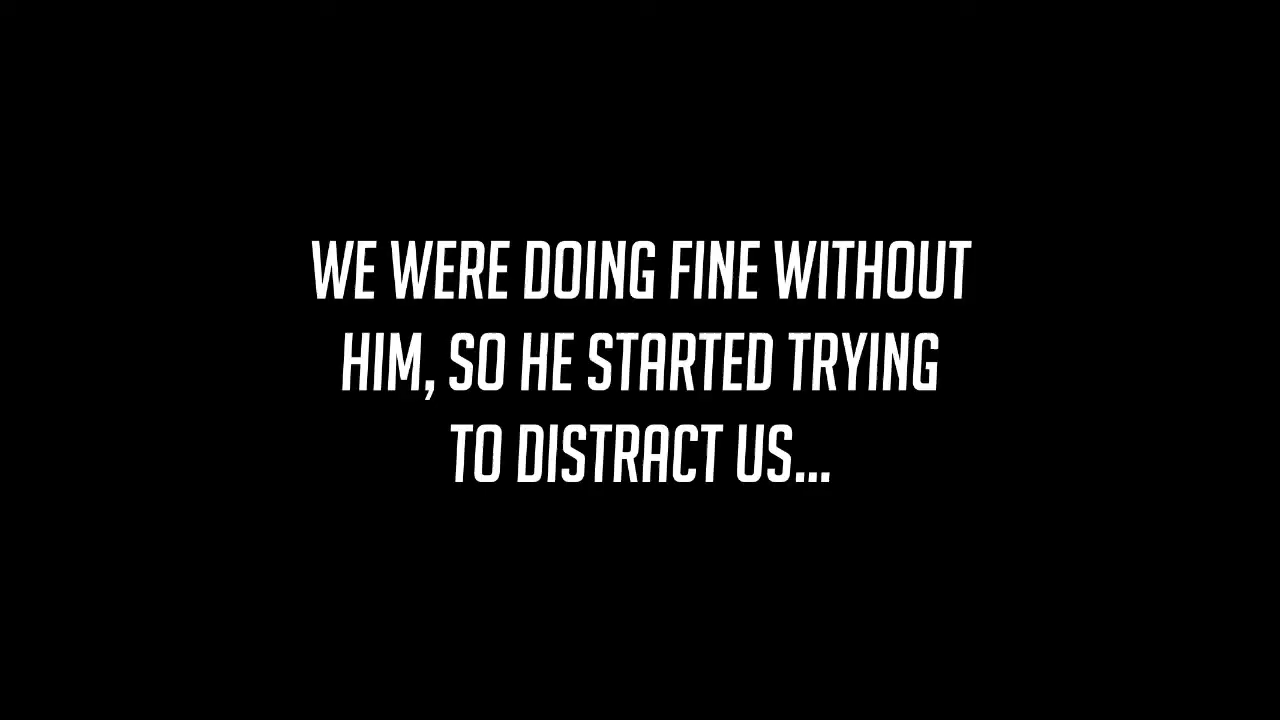 WE WERE DOING FINE WITHOUT
HIM, SO HE STARTED TRYING
TO DISTRACT US...